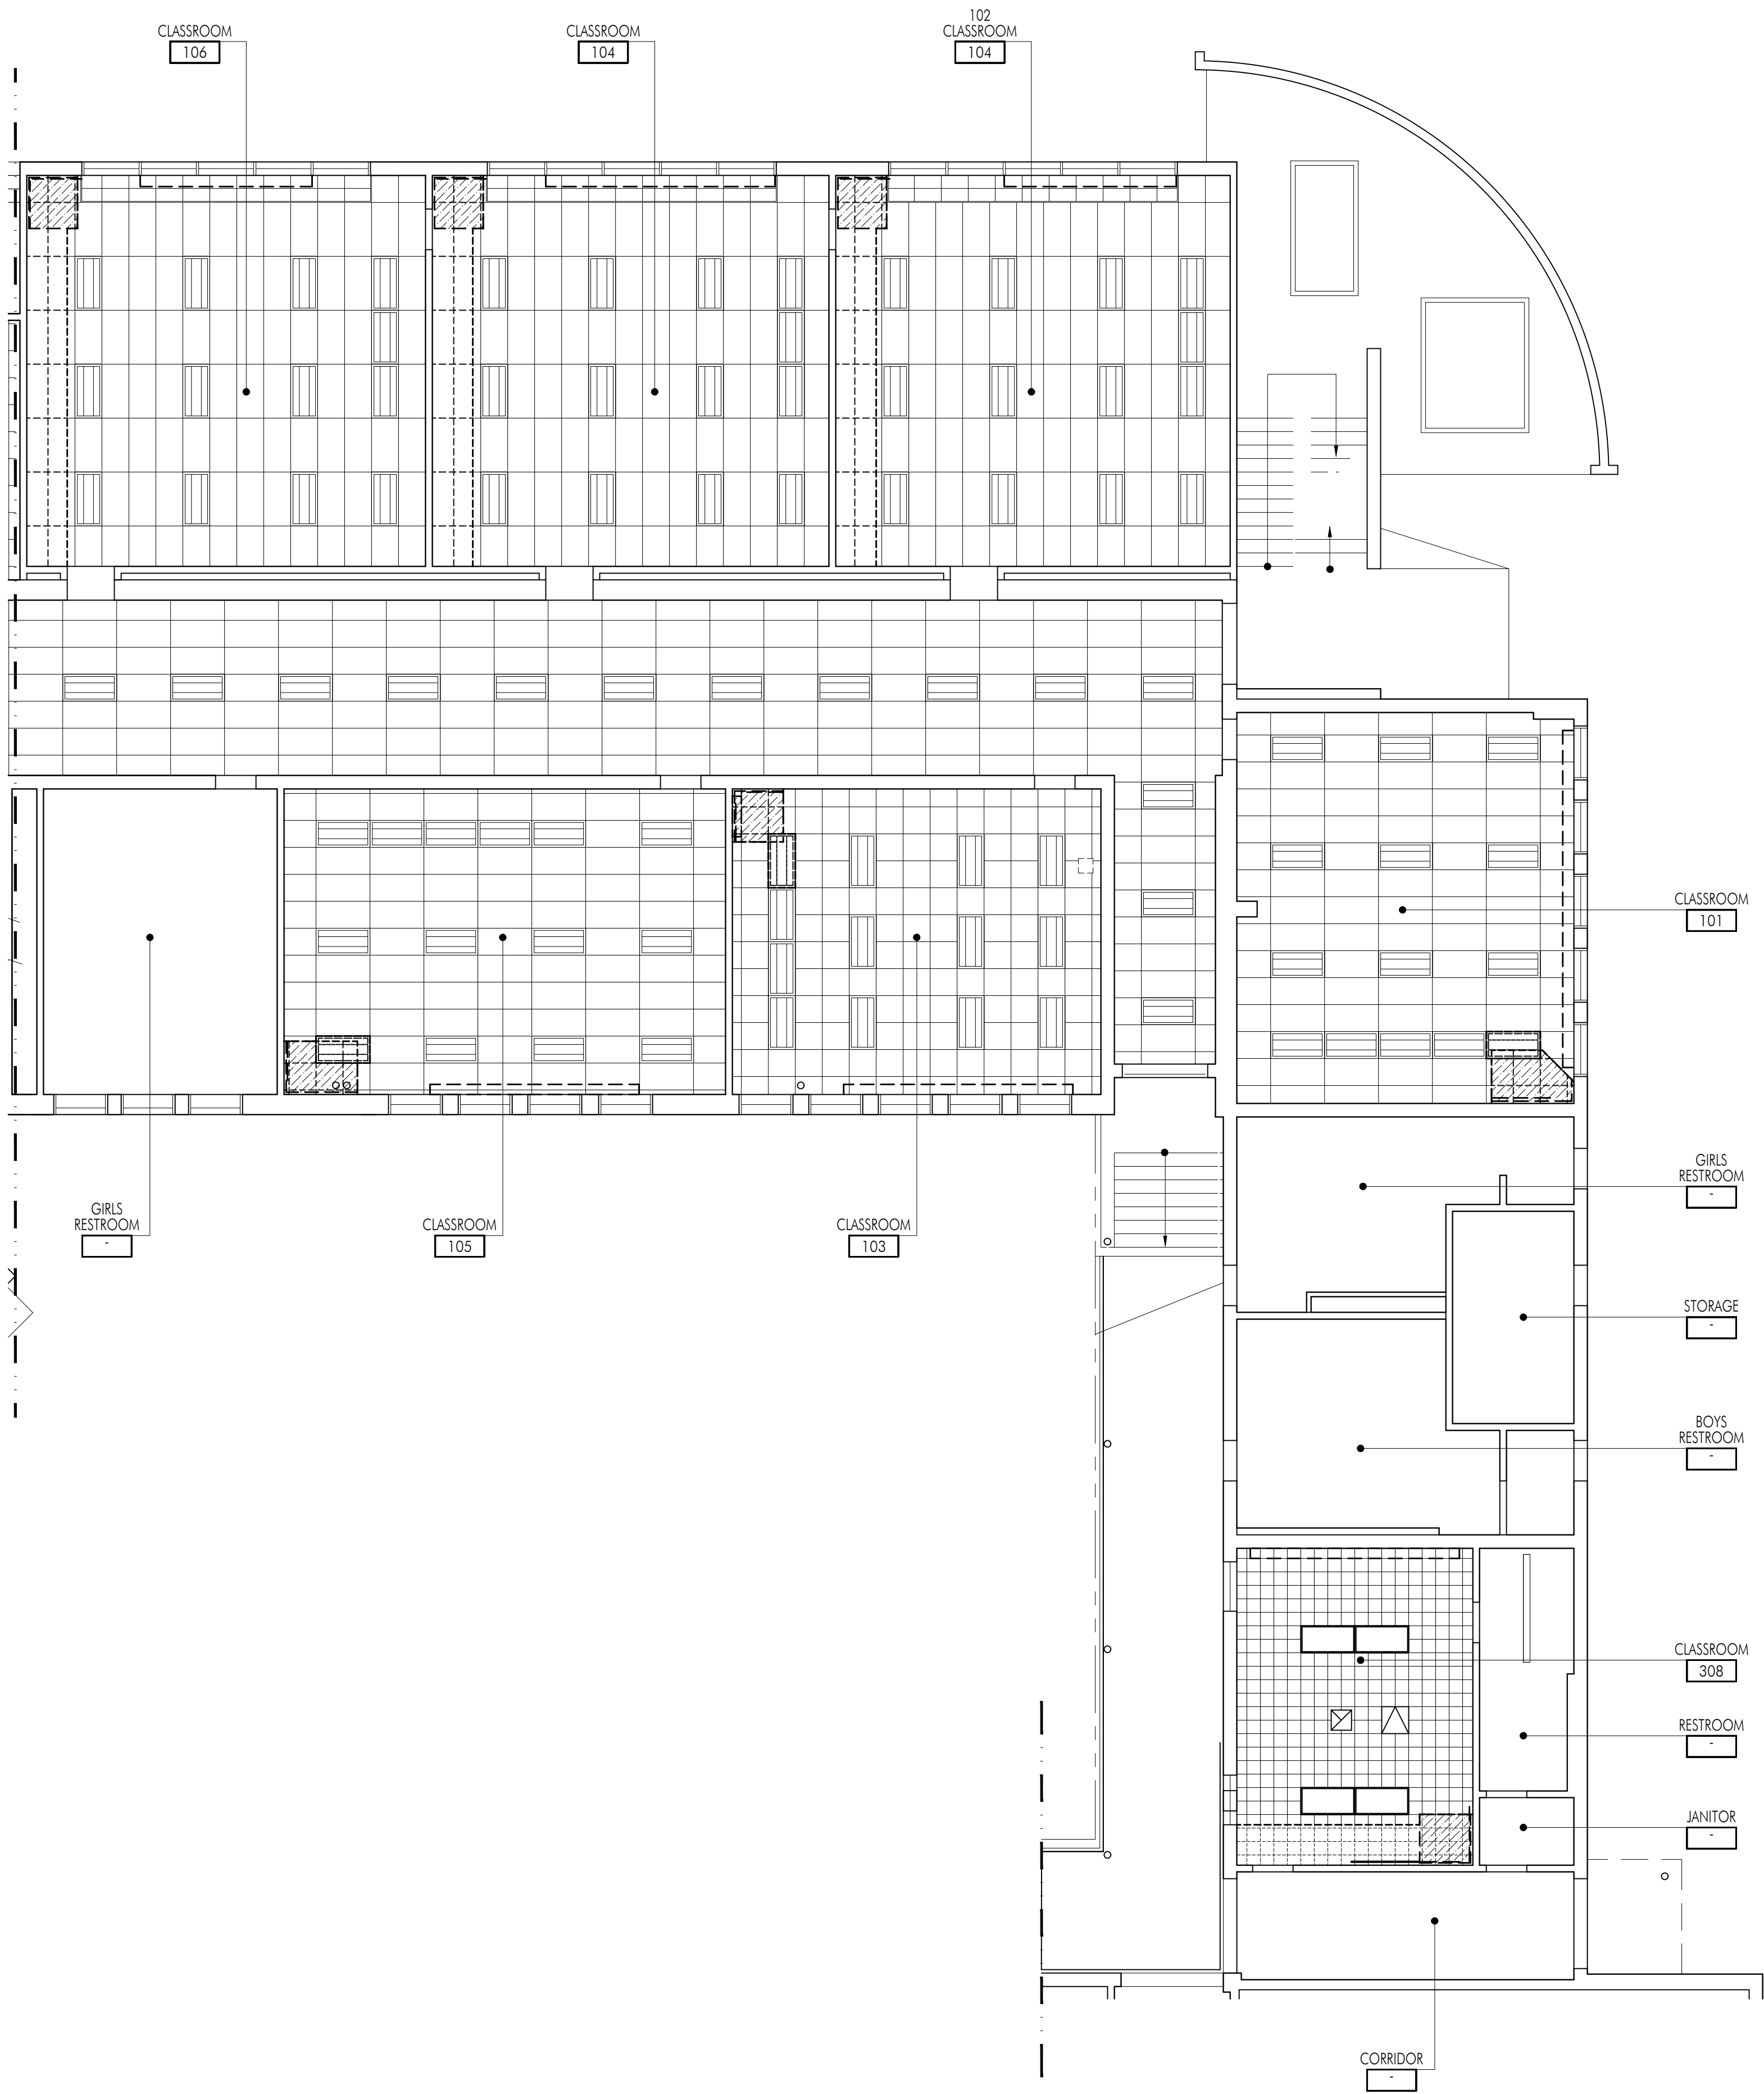 CLASSROOM
106
CLASSROOM
104
102
CLASSROOM
104
CLASSROOM
101
GIRLS
RESTROOM
-
GIRLS
RESTROOM
-
CLASSROOM
105
CLASSROOM
103
STORAGE
-
BOYS
RESTROOM
-
CLASSROOM
308
RESTROOM
-
JANITOR
-
CORRIDOR
-